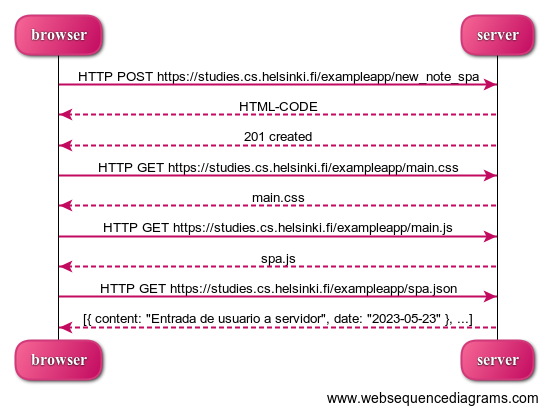 browser server
HTTP POST https://studies.cs.helsinki.fi/exampleapp/new_note_spa
HTML-CODE
201 created
HTTP GET https://studies.cs.helsinki.fi/exampleapp/main.css
main.css
HTTP GET https://studies.cs.helsinki.fi/exampleapp/main.js
spa.js
HTTP GET https://studies.cs.helsinki.fi/exampleapp/spa.json
[{ content: "Entrada de usuario a servidor", date: "2023-05-23" }, ...]
browser server
www.websequencediagrams.com